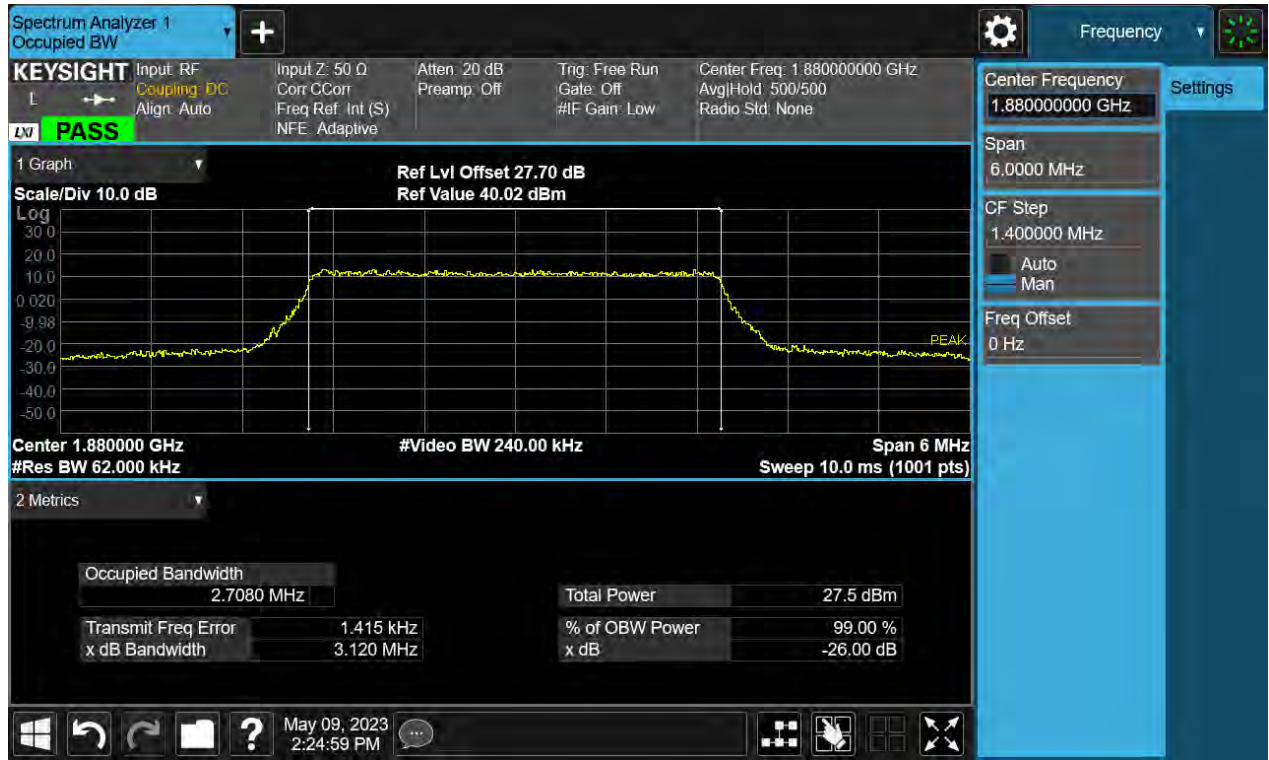 Spectrum Analyzer 1
Occupied BW
+
Frequency
KEYSIGHT
L
LXI
PASS
Input: RF
Coupling: DC
Align: Auto
Input Z: 50 Ω
Corr CCorr
Freq Ref: Int (S)
NFE: Adaptive
Atten: 20 dB
Preamp: Off
Trig: Free Run
Gate: Off
#IF Gain: Low
Center Freq: 1.880000000 GHz
Avg|Hold: 500/500
Radio Std: None
Center Frequency
1.880000000 GHz
Settings
Span
6.0000 MHz
CF Step
1.400000 MHz
Auto
Man
Freq Offset
0 Hz
1 Graph
Scale/Div 10.0 dB
Ref Lvl Offset 27.70 dB
Ref Value 40.02 dBm
Log
30.0
20.0
10.0
0.020
-9.98
-20.0
-30.0
-40.0
-50.0
PEAK
Center 1.880000 GHz
#Video BW 240.00 kHz
Span 6 MHz
#Res BW 62.000 kHz
Sweep 10.0 ms (1001 pts)
2 Metrics
Occupied Bandwidth
2.7080 MHz
Total Power 27.5 dBm
Transmit Freq Error 1.415 kHz
% of OBW Power 99.00 %
x dB Bandwidth 3.120 MHz
x dB -26.00 dB
?
May 09, 2023
2:24:59 PM